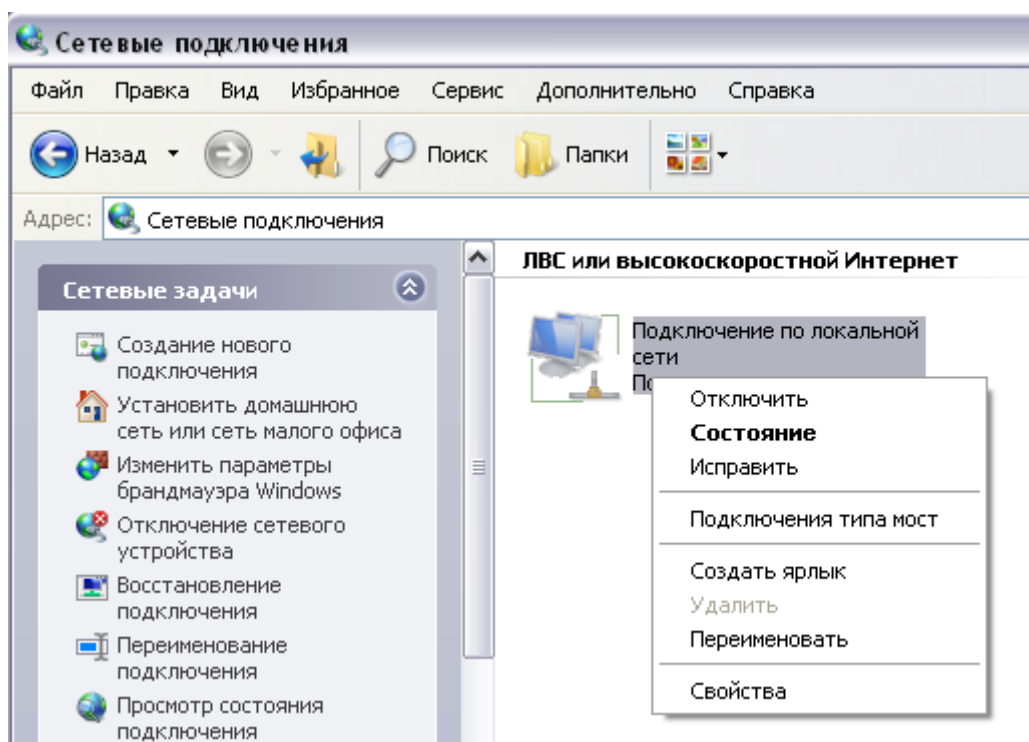 Сетевые подключения
Файл Правка Вид Избранное Сервис Дополнительно Справка
Назад Поиск Папки
Адрес: Сетевые подключения
Сетевые задачи
Создание нового
подключения
Установить домашнюю
сеть или сеть малого офиса
Изменить параметры
брандмауэра Windows
Отключение сетевого
устройства
Восстановление
подключения
Переименование
подключения
Просмотр состояния
подключения
ЛВС или высокоскоростной Интернет
Подключение по локальной
сети
Отключить
Состояние
Исправить
Подключения типа мост
Создать ярлык
Удалить
Переименовать
Свойства